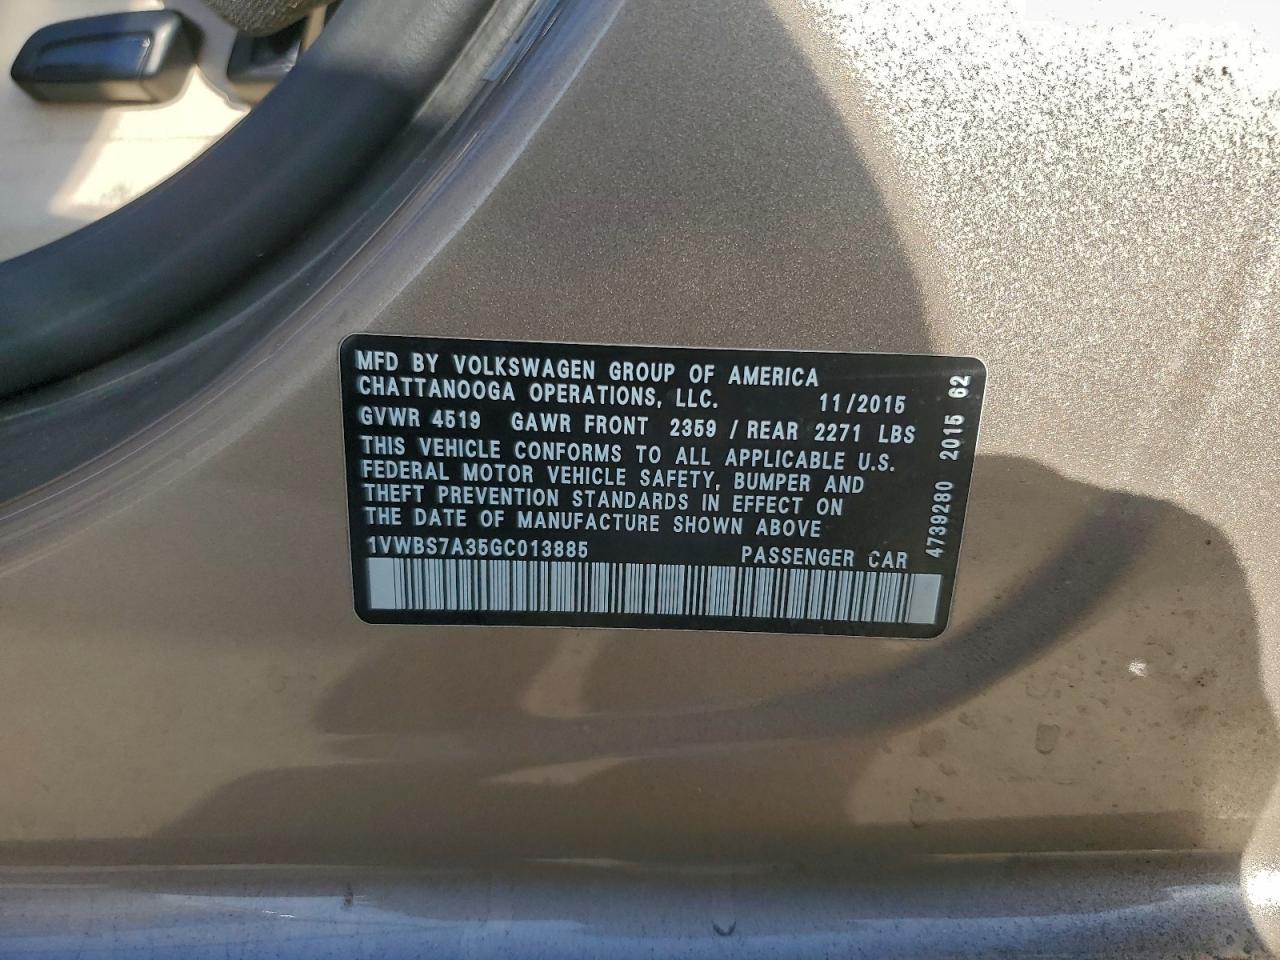 MFD BY VOLKSWAGEN GROUP OF AMERICA
CHATTANOOGA OPERATIONS, LLC. 11/2015
GVWR 4519 GAWR FRONT 2359 / REAR 2271 LBS
THIS VEHICLE CONFORMS TO ALL APPLICABLE U.S.
FEDERAL MOTOR VEHICLE SAFETY, BUMPER AND
THEFT PREVENTION STANDARDS IN EFFECT ON
THE DATE OF MANUFACTURE SHOWN ABOVE
1VWBS7A35GC013885 PASSENGER CAR
4739280 2015 62